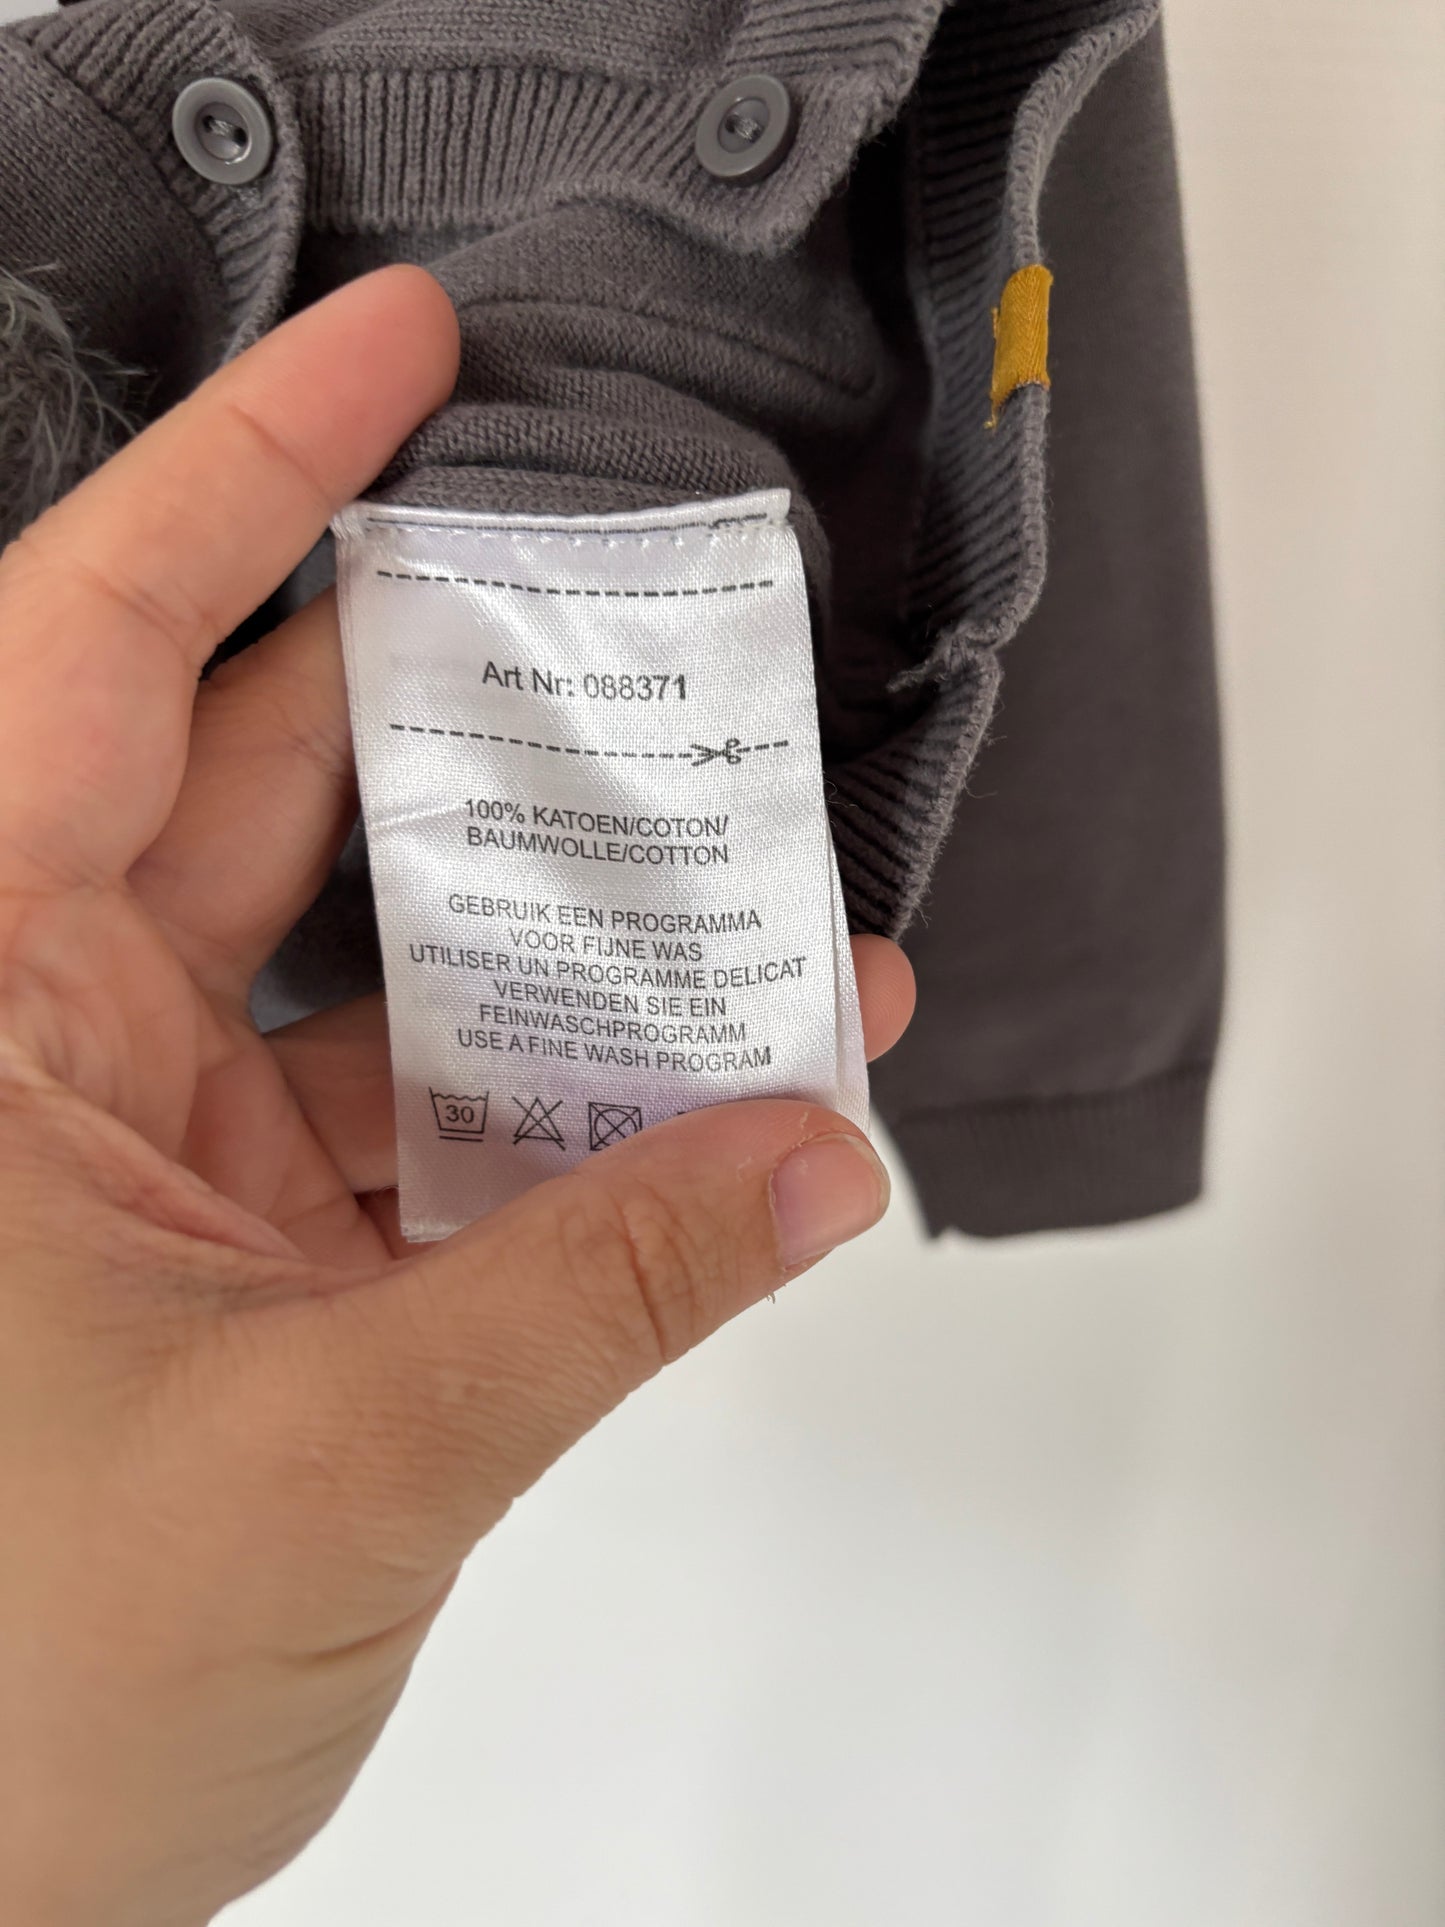 Art Nr: 088371
100% KATOEN/COTON/
BAUMWOLLE/COTTON
GEBRUIK EEN PROGRAMMA
VOOR FIJNE WAS
UTILISER UN PROGRAMME DELICAT
VERWENDEN SIE EIN
FEINWASCHPROGRAMM
USE A FINE WASH PROGRAM
30